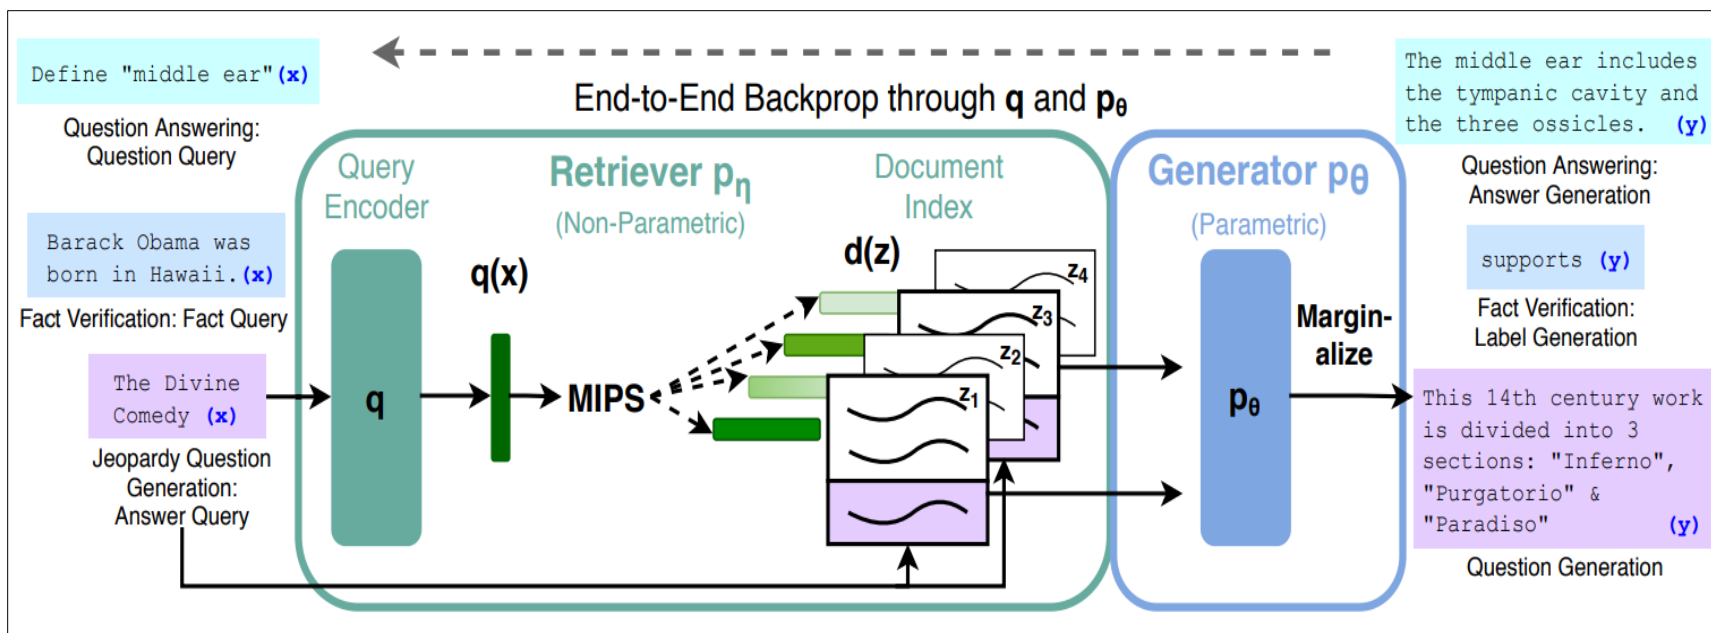 Define "middle ear" (x)
Question Answering:
Question Query
Barack Obama was
born in Hawaii. (x)
Fact Verification: Fact Query
The Divine
Comedy (x)
Jeopardy Question
Generation:
Answer Query
End-to-End Backprop through q and pθ
Query
Encoder
q
Retriever pη
(Non-Parametric)
q(x)
MIPS
Document
Index
d(z)
z4
z3
z2
z1
Generator pθ
(Parametric)
pθ
Margin-
alize
The middle ear includes
the tympanic cavity and
the three ossicles. (y)
Question Answering:
Answer Generation
supports (y)
Fact Verification:
Label Generation
This 14th century work
is divided into 3
sections: "Inferno",
"Purgatorio" &
"Paradiso" (y)
Question Generation